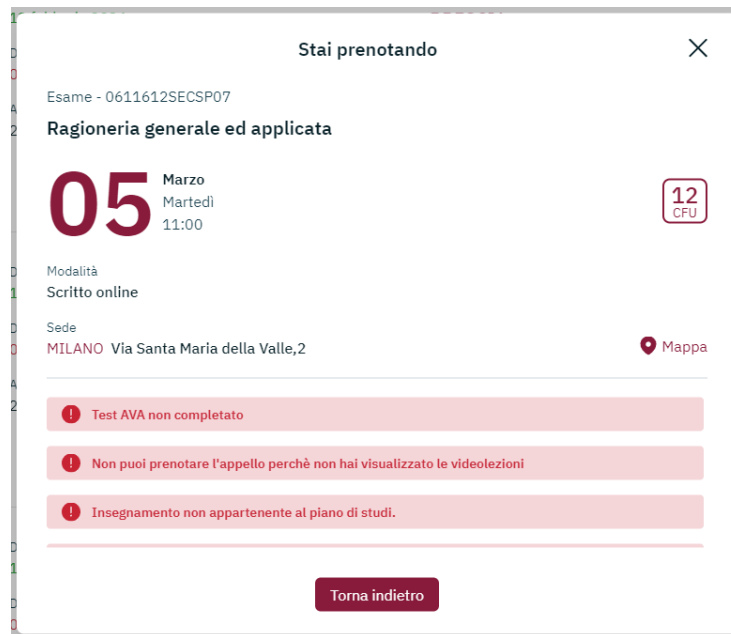 Stai prenotando
Esame - 0611612SECSP07
Ragioneria generale ed applicata
05
Marzo
Martedì
11:00
12
CFU
Modalità
Scritto online
Sede
MILANO Via Santa Maria della Valle,2
Mappa
Test AVA non completato
Non puoi prenotare l'appello perchè non hai visualizzato le videolezioni
Insegnamento non appartenente al piano di studi.
Torna indietro